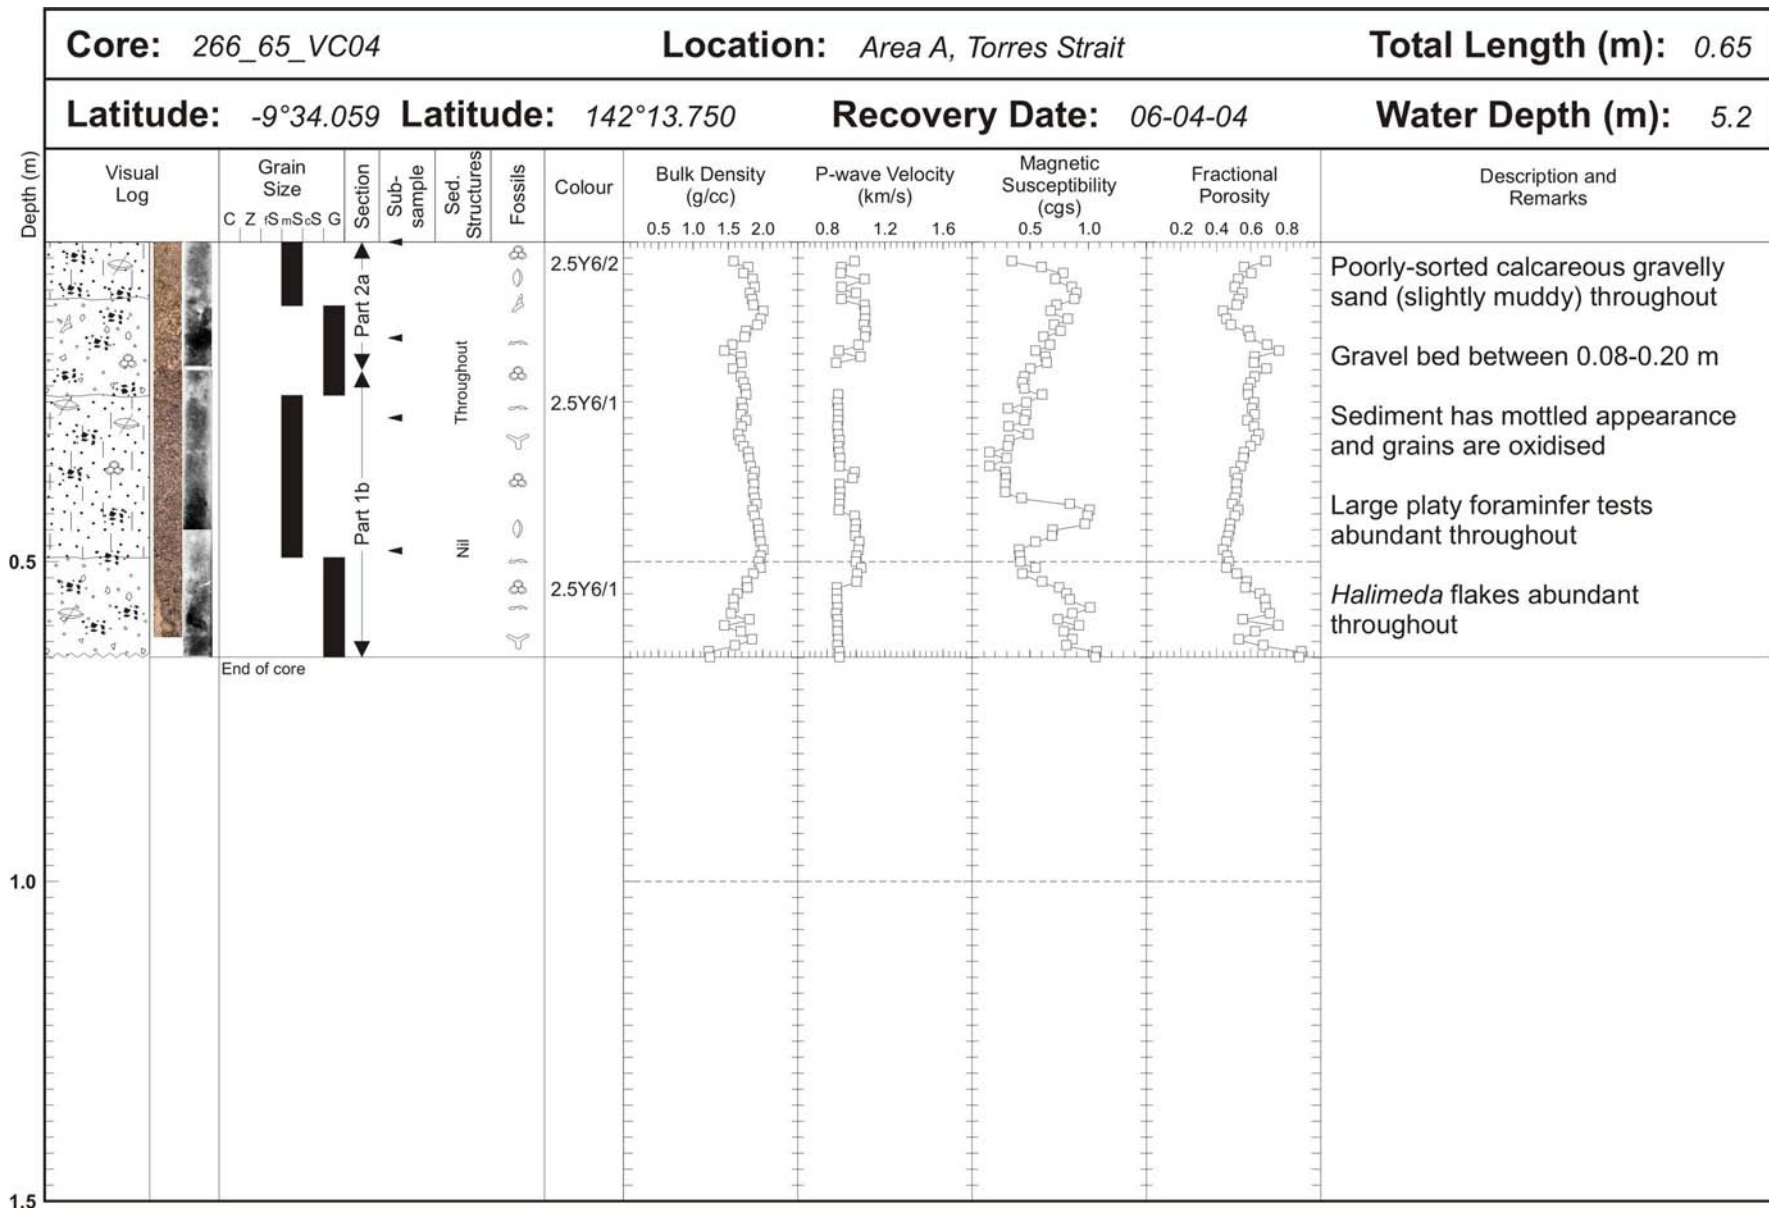 Core: 266_65_VC04 Location: Area A, Torres Strait Total Length (m): 0.65
Latitude: -9°34.059 Latitude: 142°13.750 Recovery Date: 06-04-04 Water Depth (m): 5.2
Depth (m)
Visual
Log
Grain
Size
C Z fS mS cS G
Section
Sub-
sample
Sed.
Structures
Fossils
Colour
Bulk Density
(g/cc)
0.5 1.0 1.5 2.0
P-wave Velocity
(km/s)
0.8 1.2 1.6
Magnetic
Susceptibility
(cgs)
0.5 1.0
Fractional
Porosity
0.2 0.4 0.6 0.8
Description and
Remarks
Part 2a
Part 1b
Throughout
Nil
2.5Y6/2
2.5Y6/1
2.5Y6/1
Poorly-sorted calcareous gravelly
sand (slightly muddy) throughout
Gravel bed between 0.08-0.20 m
Sediment has mottled appearance
and grains are oxidised
Large platy foraminfer tests
abundant throughout
Halimeda flakes abundant
throughout
End of core
0.5
1.0
1.5